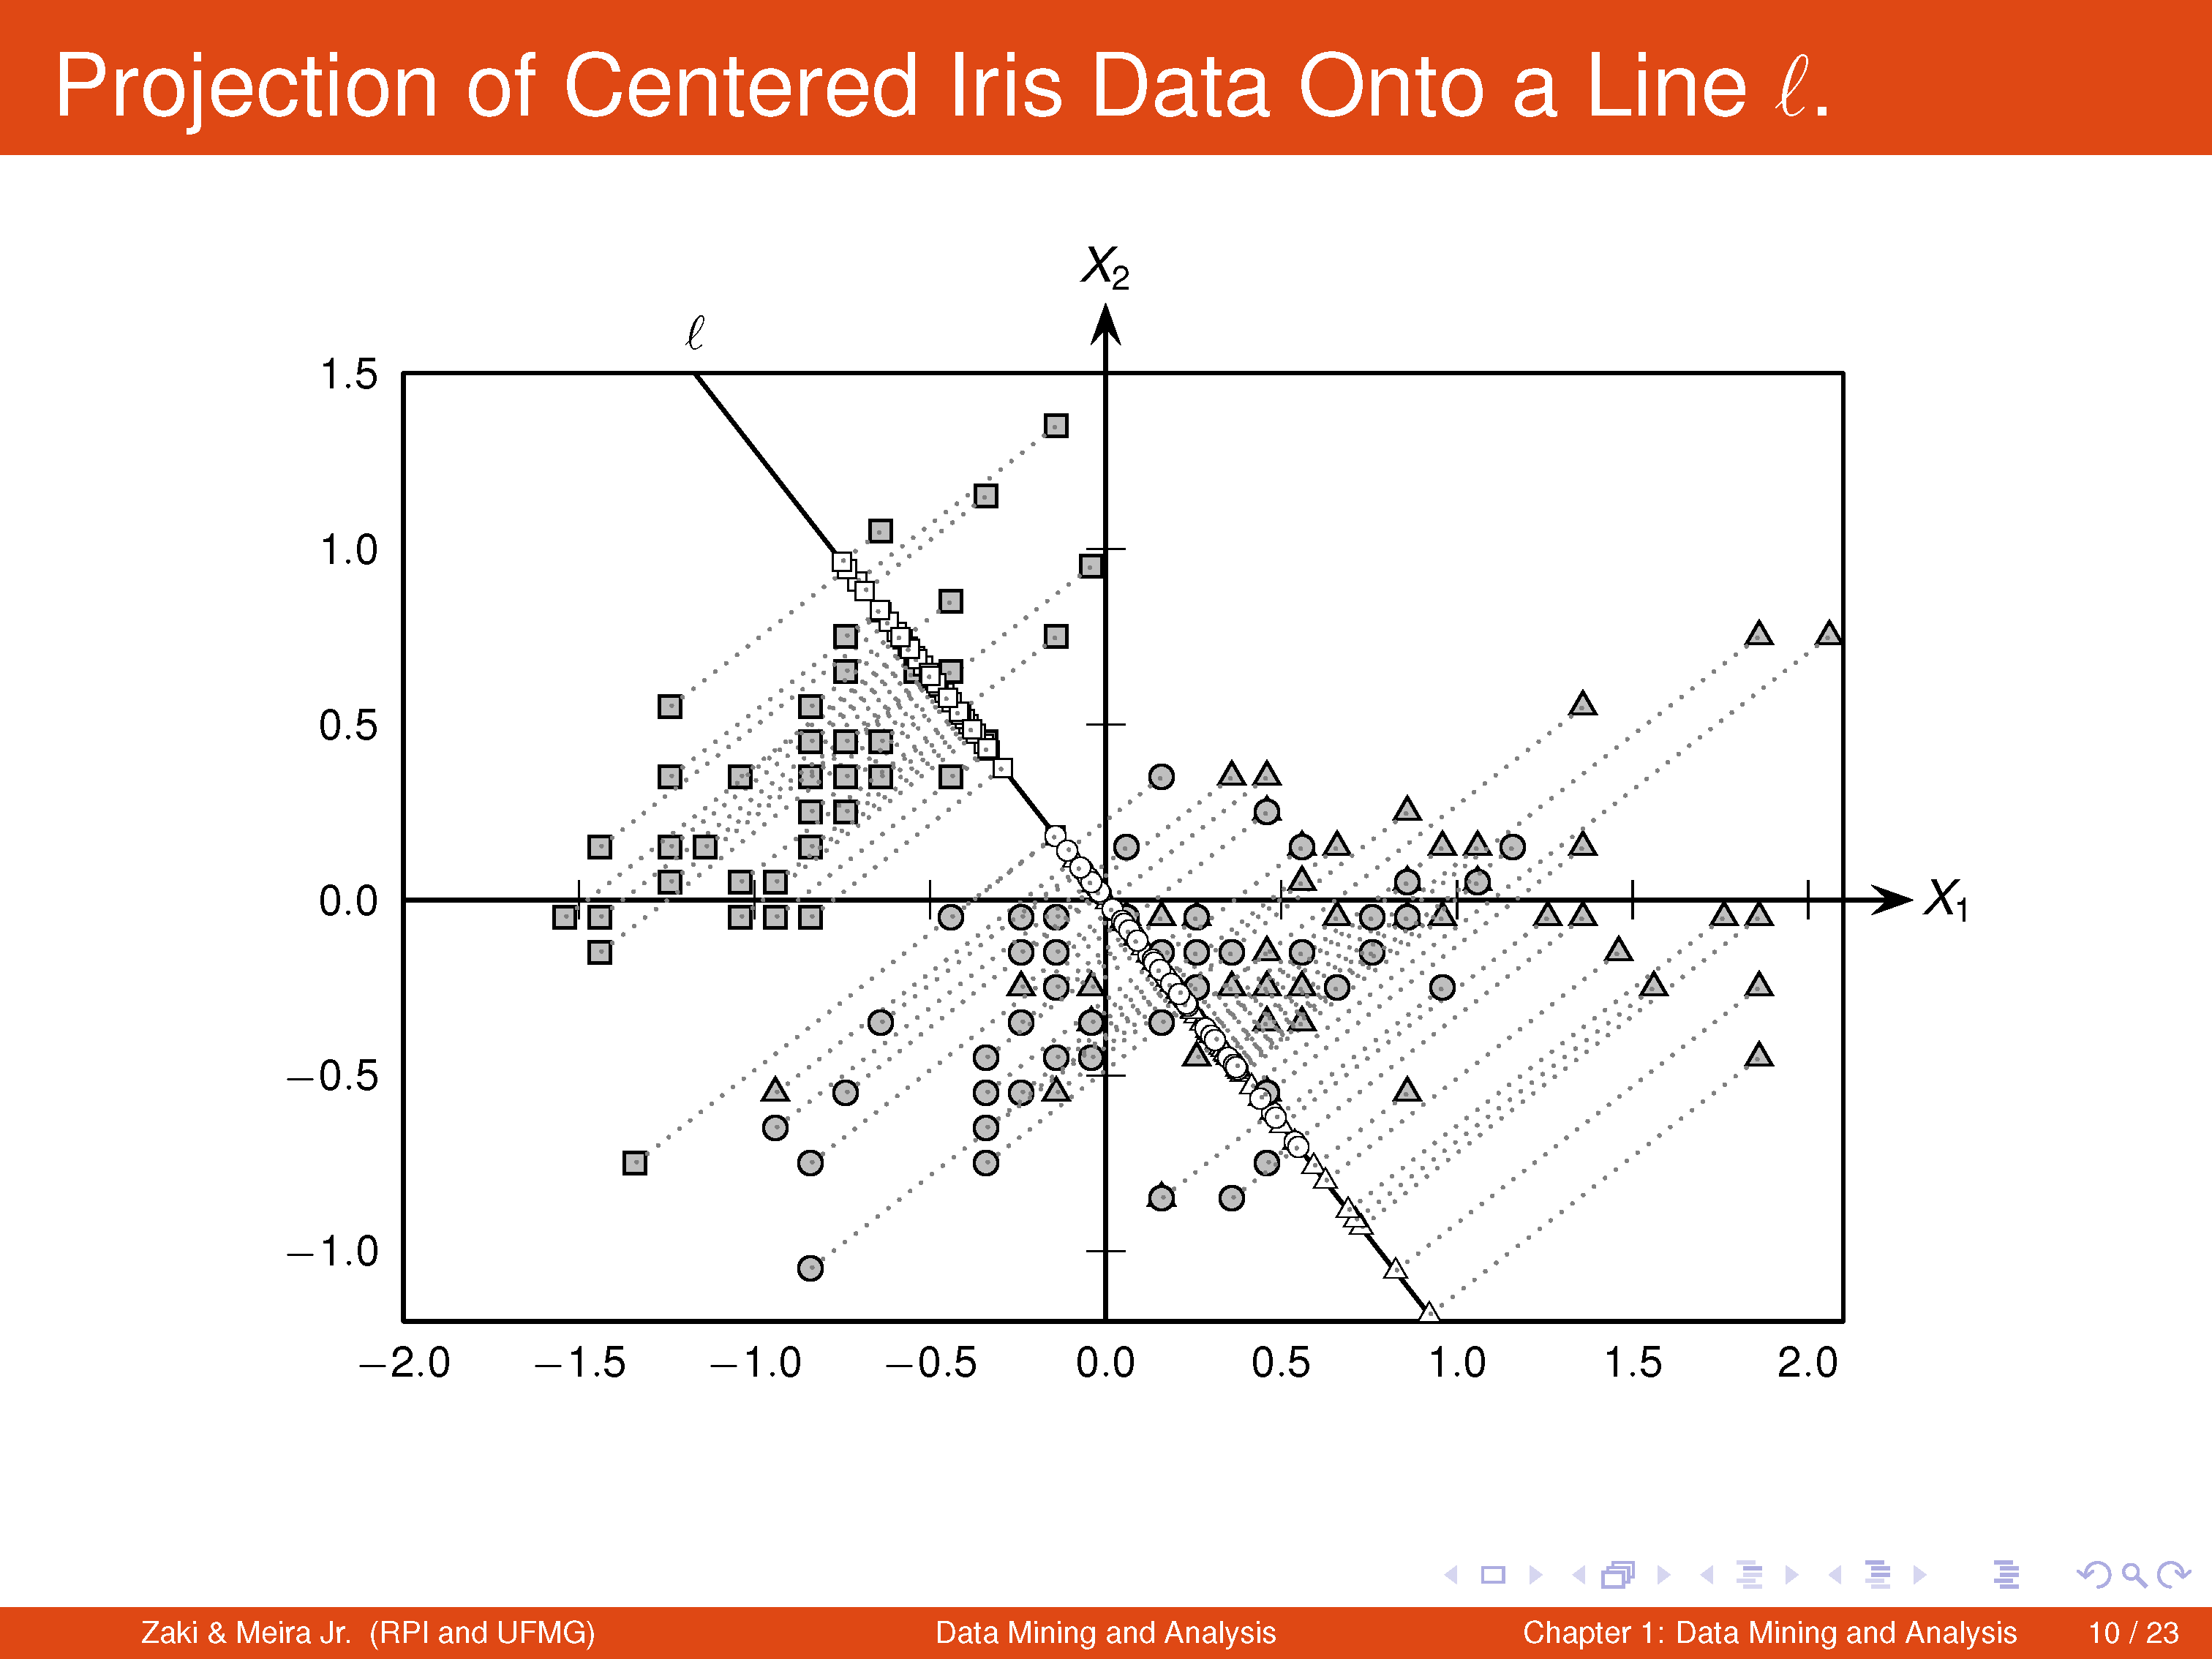 Projection of Centered Iris Data Onto a Line ℓ.
X₂
ℓ
1.5
1.0
0.5
0.0
X₁
−0.5
−1.0
−2.0 −1.5 −1.0 −0.5 0.0 0.5 1.0 1.5 2.0
Zaki & Meira Jr. (RPI and UFMG) Data Mining and Analysis Chapter 1: Data Mining and Analysis 10 / 23